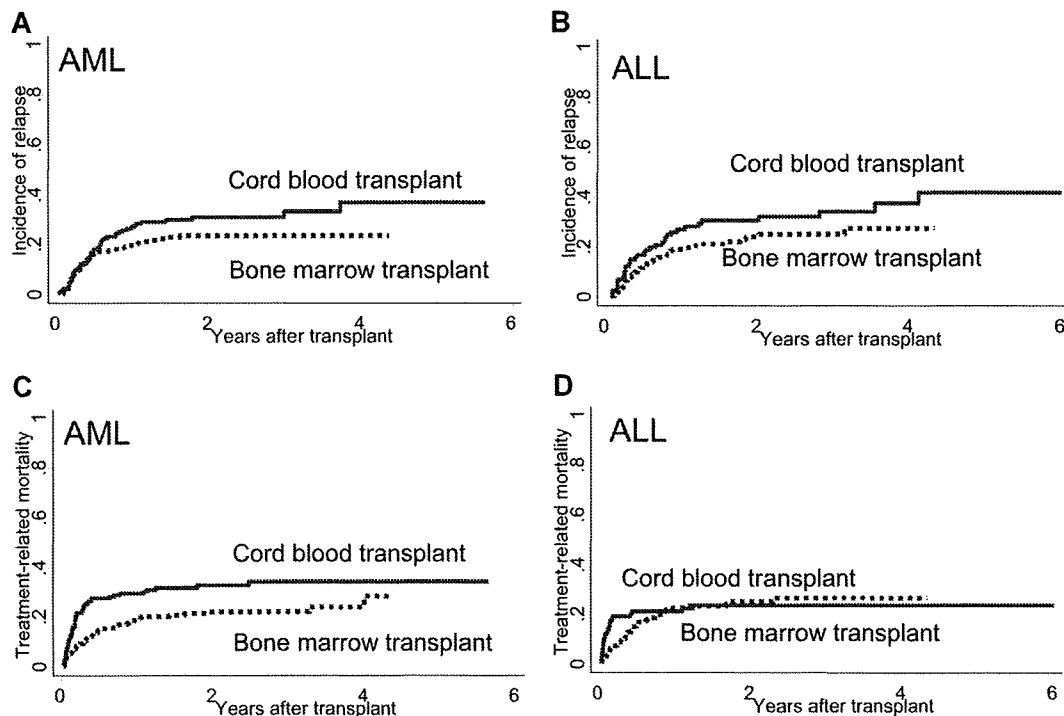 A
AML
Incidence of relapse
0 .2 .4 .6 .8 1
Cord blood transplant
Bone marrow transplant
0 2 4 6
Years after transplant
B
ALL
Incidence of relapse
0 .2 .4 .6 .8 1
Cord blood transplant
Bone marrow transplant
0 2 4 6
Years after transplant
C
AML
Treatment-related mortality
0 .2 .4 .6 .8 1
Cord blood transplant
Bone marrow transplant
0 2 4 6
Years after transplant
D
ALL
Treatment-related mortality
0 .2 .4 .6 .8 1
Cord blood transplant
Bone marrow transplant
0 2 4 6
Years after transplant